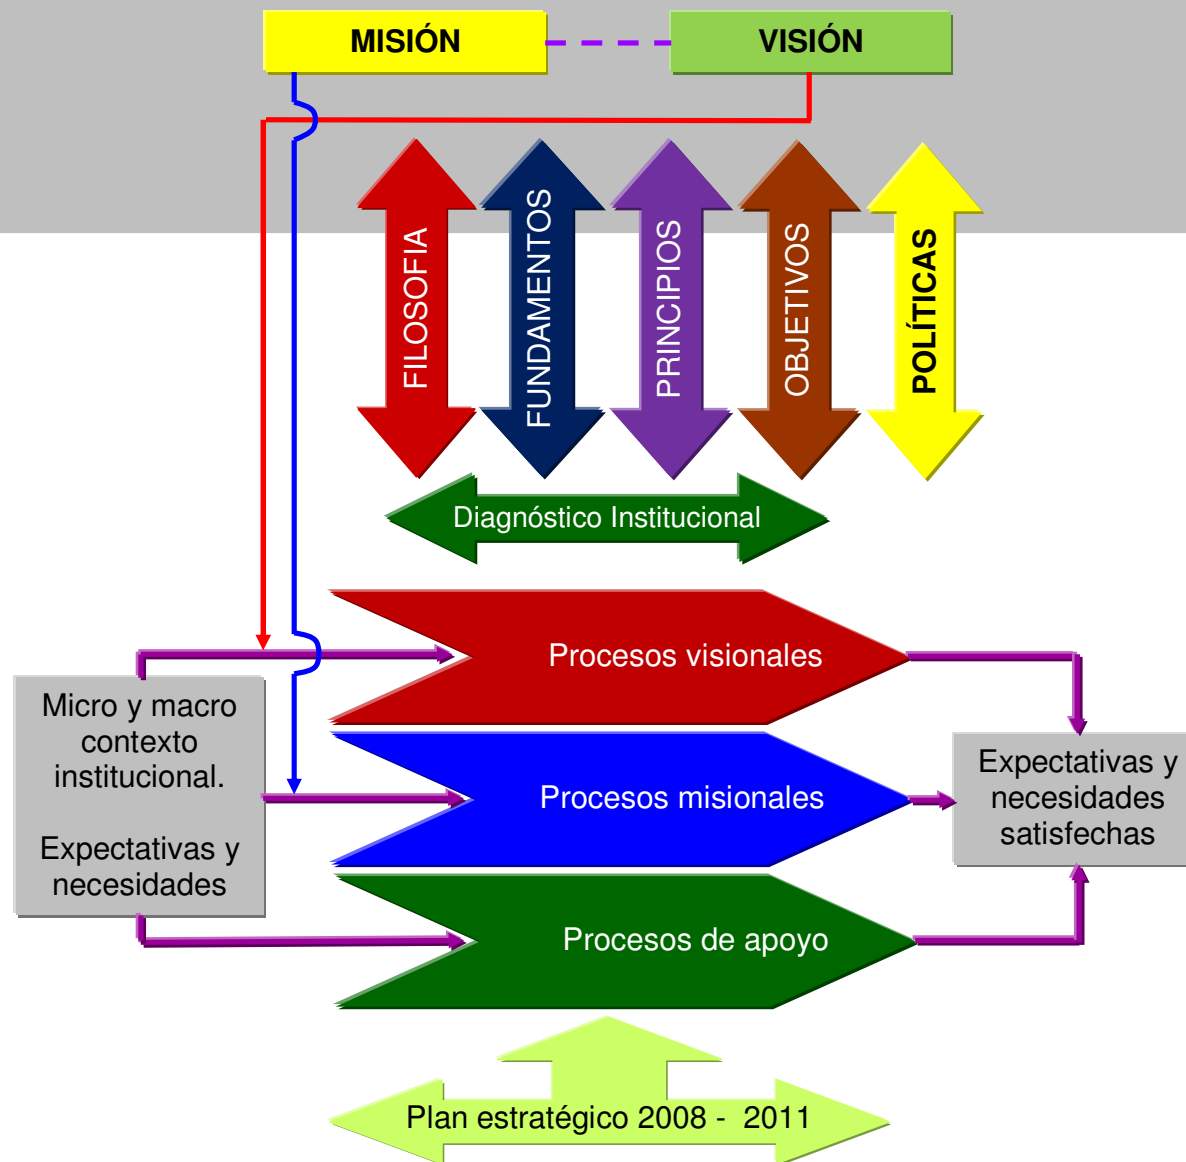 MISIÓN
VISIÓN
FILOSOFIA
FUNDAMENTOS
PRINCIPIOS
OBJETIVOS
POLÍTICAS
Diagnóstico Institucional
Procesos visionales
Micro y macro
contexto
institucional.
Expectativas y
necesidades
Procesos misionales
Expectativas y
necesidades
satisfechas
Procesos de apoyo
Plan estratégico 2008 - 2011